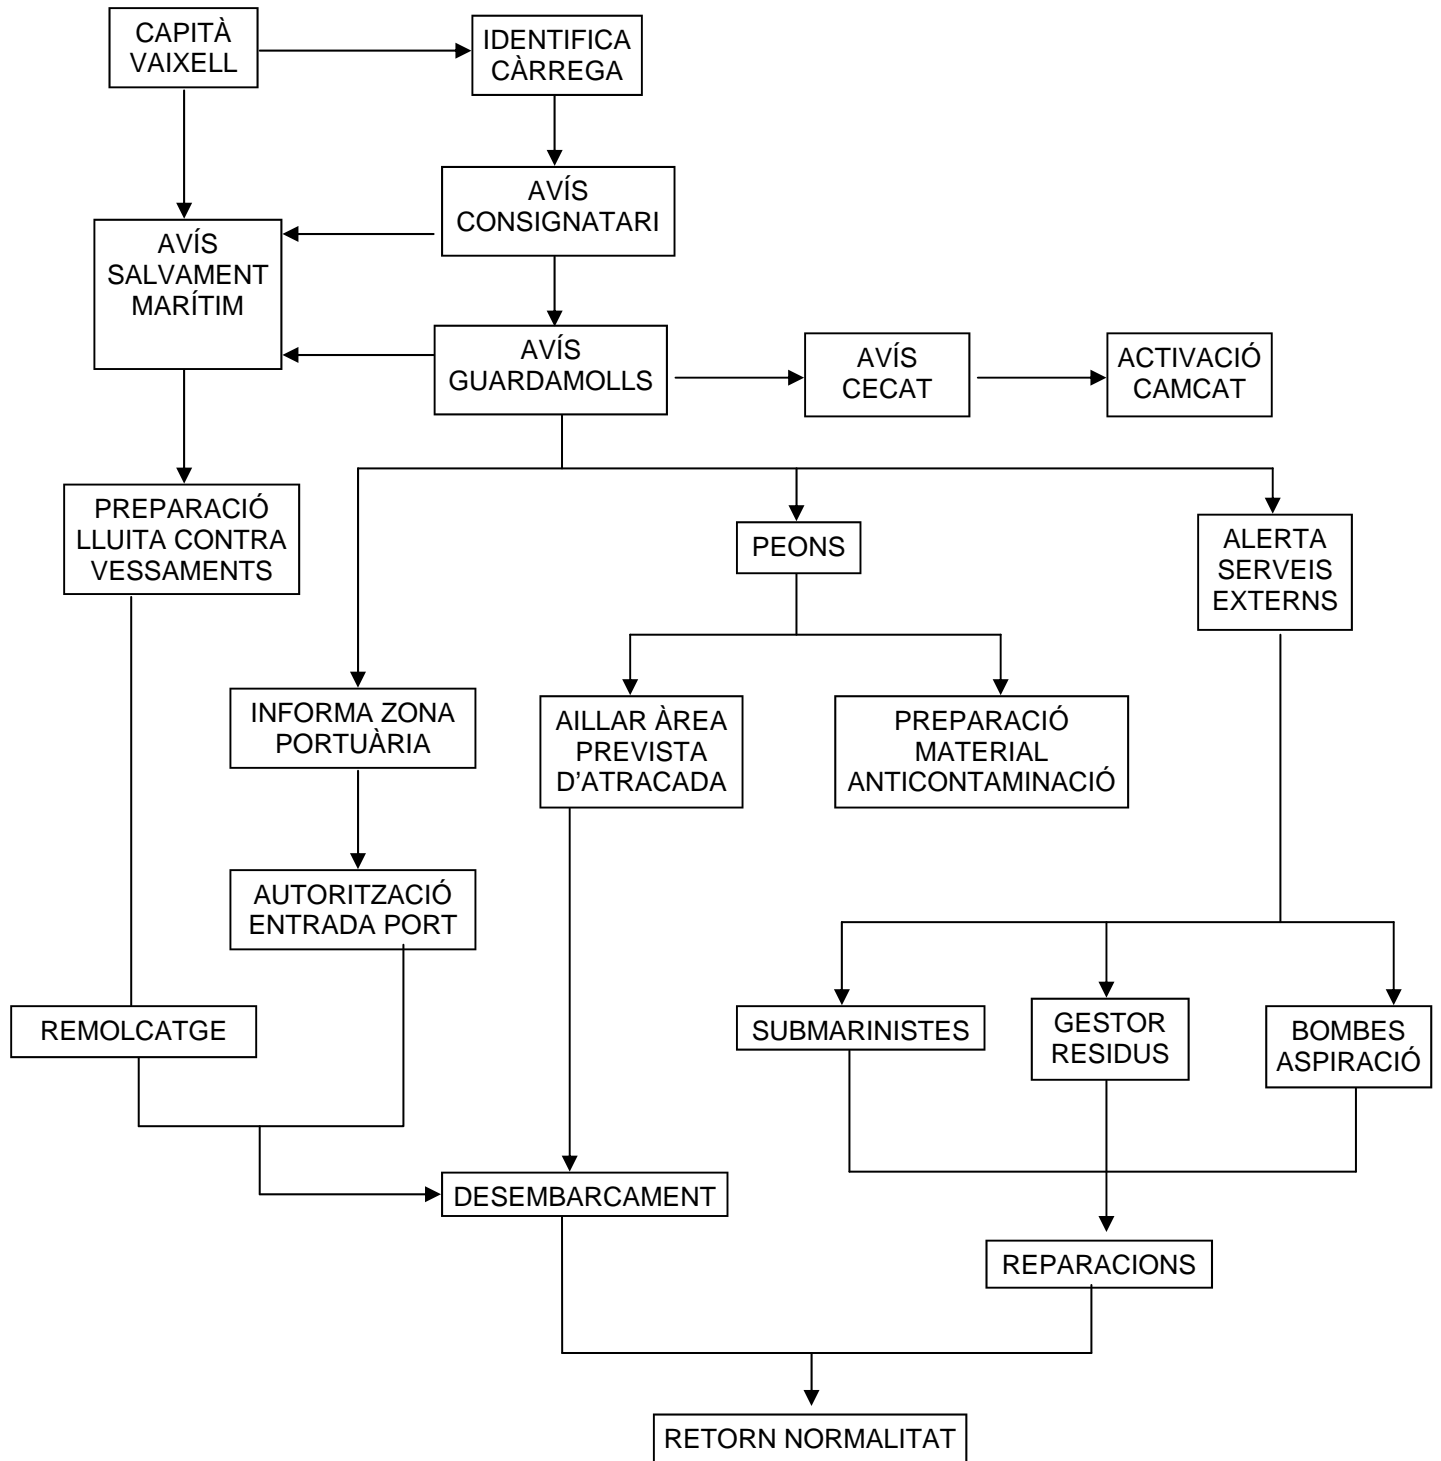 CAPITÀ
VAIXELL
IDENTIFICA
CÀRREGA
AVÍS
CONSIGNATARI
AVÍS
SALVAMENT
MARÍTIM
AVÍS
GUARDAMOLLS
AVÍS
CECAT
ACTIVACIÓ
CAMCAT
PREPARACIÓ
LLUITA CONTRA
VESSAMENTS
PEONS
ALERTA
SERVEIS
EXTERNS
INFORMA ZONA
PORTUÀRIA
AILLAR ÀREA
PREVISTA
D’ATRACADA
PREPARACIÓ
MATERIAL
ANTICONTAMINACIÓ
AUTORITZACIÓ
ENTRADA PORT
REMOLCATGE
SUBMARINISTES
GESTOR
RESIDUS
BOMBES
ASPIRACIÓ
DESEMBARCAMENT
REPARACIONS
RETORN NORMALITAT